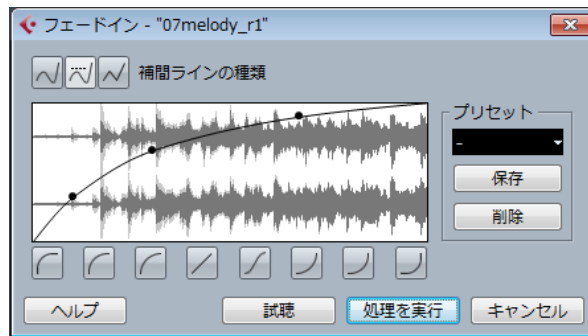 フェードイン - "07melody_r1"
補間ラインの種類
プリセット
-
保存
削除
ヘルプ
試聴
処理を実行
キャンセル